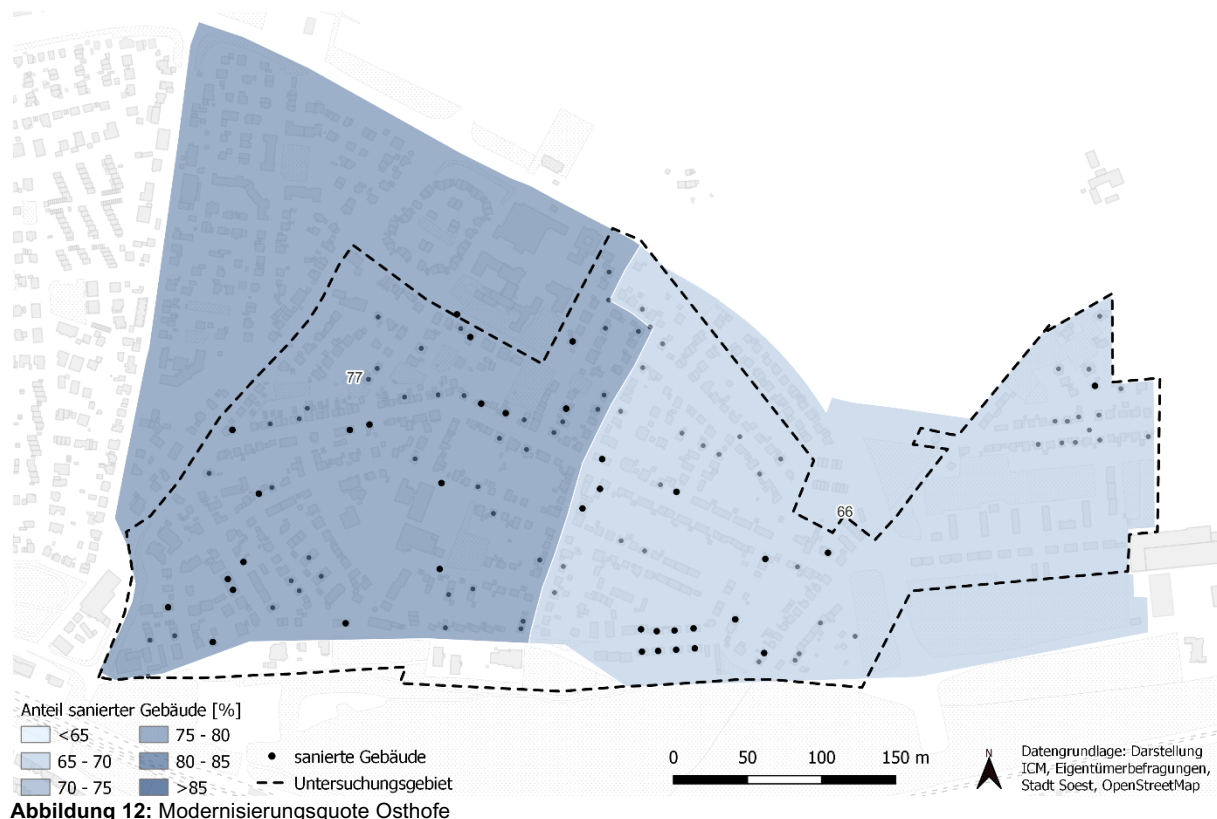 77
66
Anteil sanierter Gebäude [%]
<65
75 - 80
65 - 70
80 - 85
70 - 75
>85
sanierte Gebäude
Untersuchungsgebiet
0 50 100 150 m
N
Datengrundlage: Darstellung
ICM, Eigentümerbefragungen,
Stadt Soest, OpenStreetMap
Abbildung 12: Modernisierungsquote Osthofe